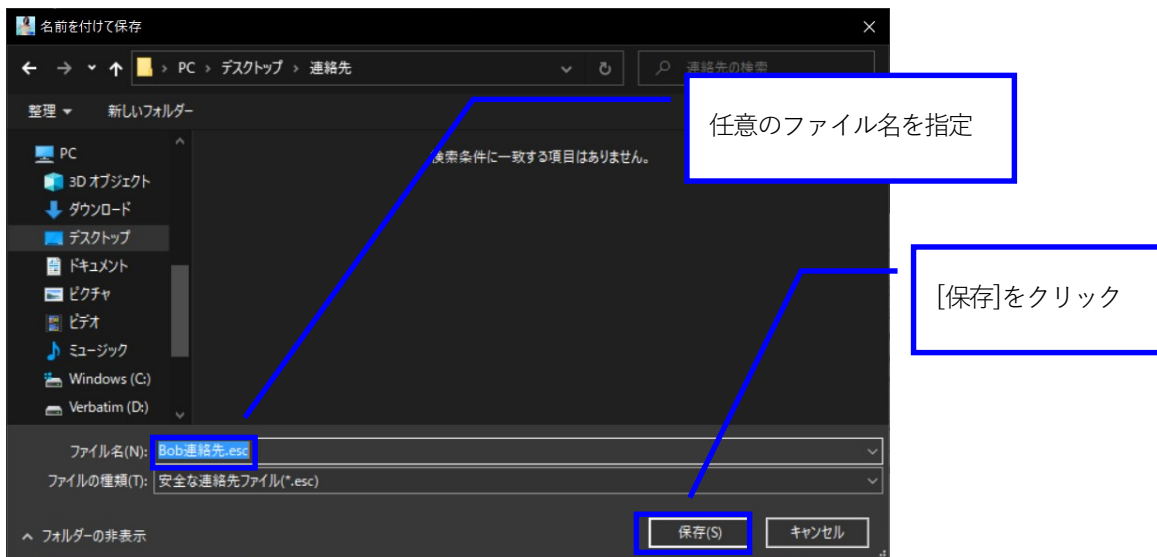 名前を付けて保存
PC › デスクトップ › 連絡先
連絡先の検索
任意のファイル名を指定
整理 新しいフォルダー
検索条件に一致する項目はありません。
PC
3D オブジェクト
ダウンロード
デスクトップ
ドキュメント
ピクチャ
ビデオ
ミュージック
Windows (C:)
Verbatim (D:)
[保存]をクリック
ファイル名(N): Bob連絡先.esc
ファイルの種類(T): 安全な連絡先ファイル(*.esc)
フォルダーの非表示
保存(S) キャンセル